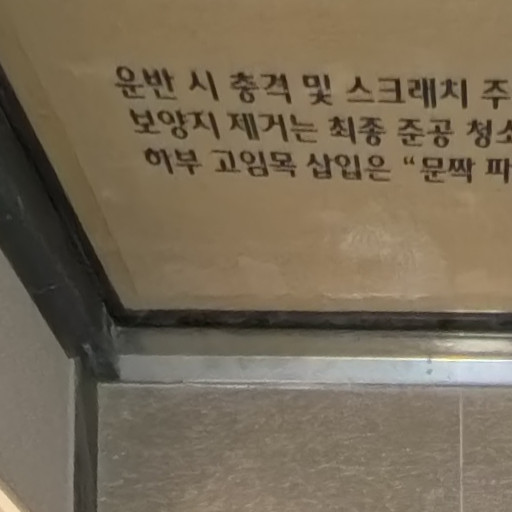 운반 시 충격 및 스크래치 주
보양지 제거는 최종 준공 청소
하부 고임목 삽입은 “문짝 파